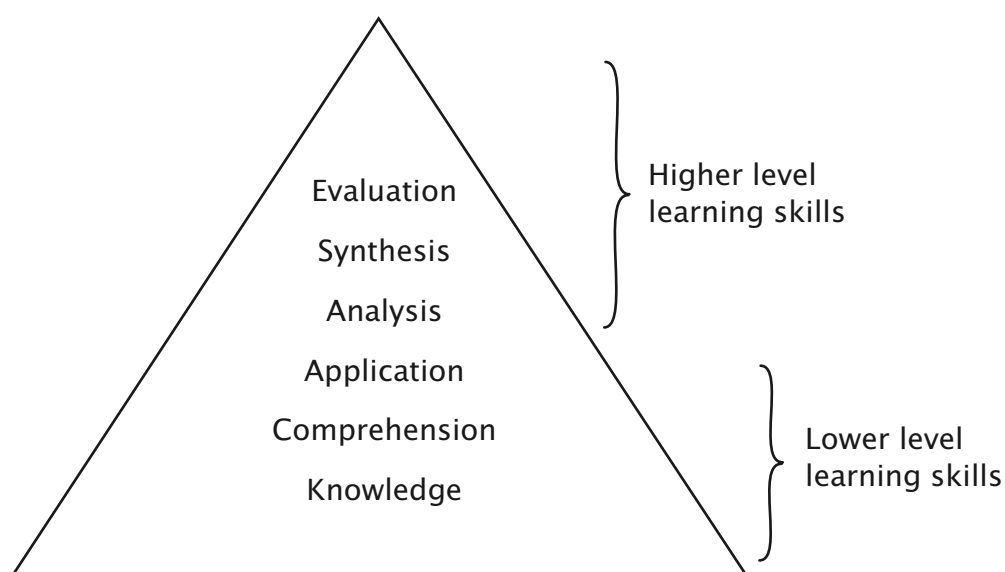 Evaluation
Synthesis
Analysis
Application
Comprehension
Knowledge
Higher level
learning skills
Lower level
learning skills